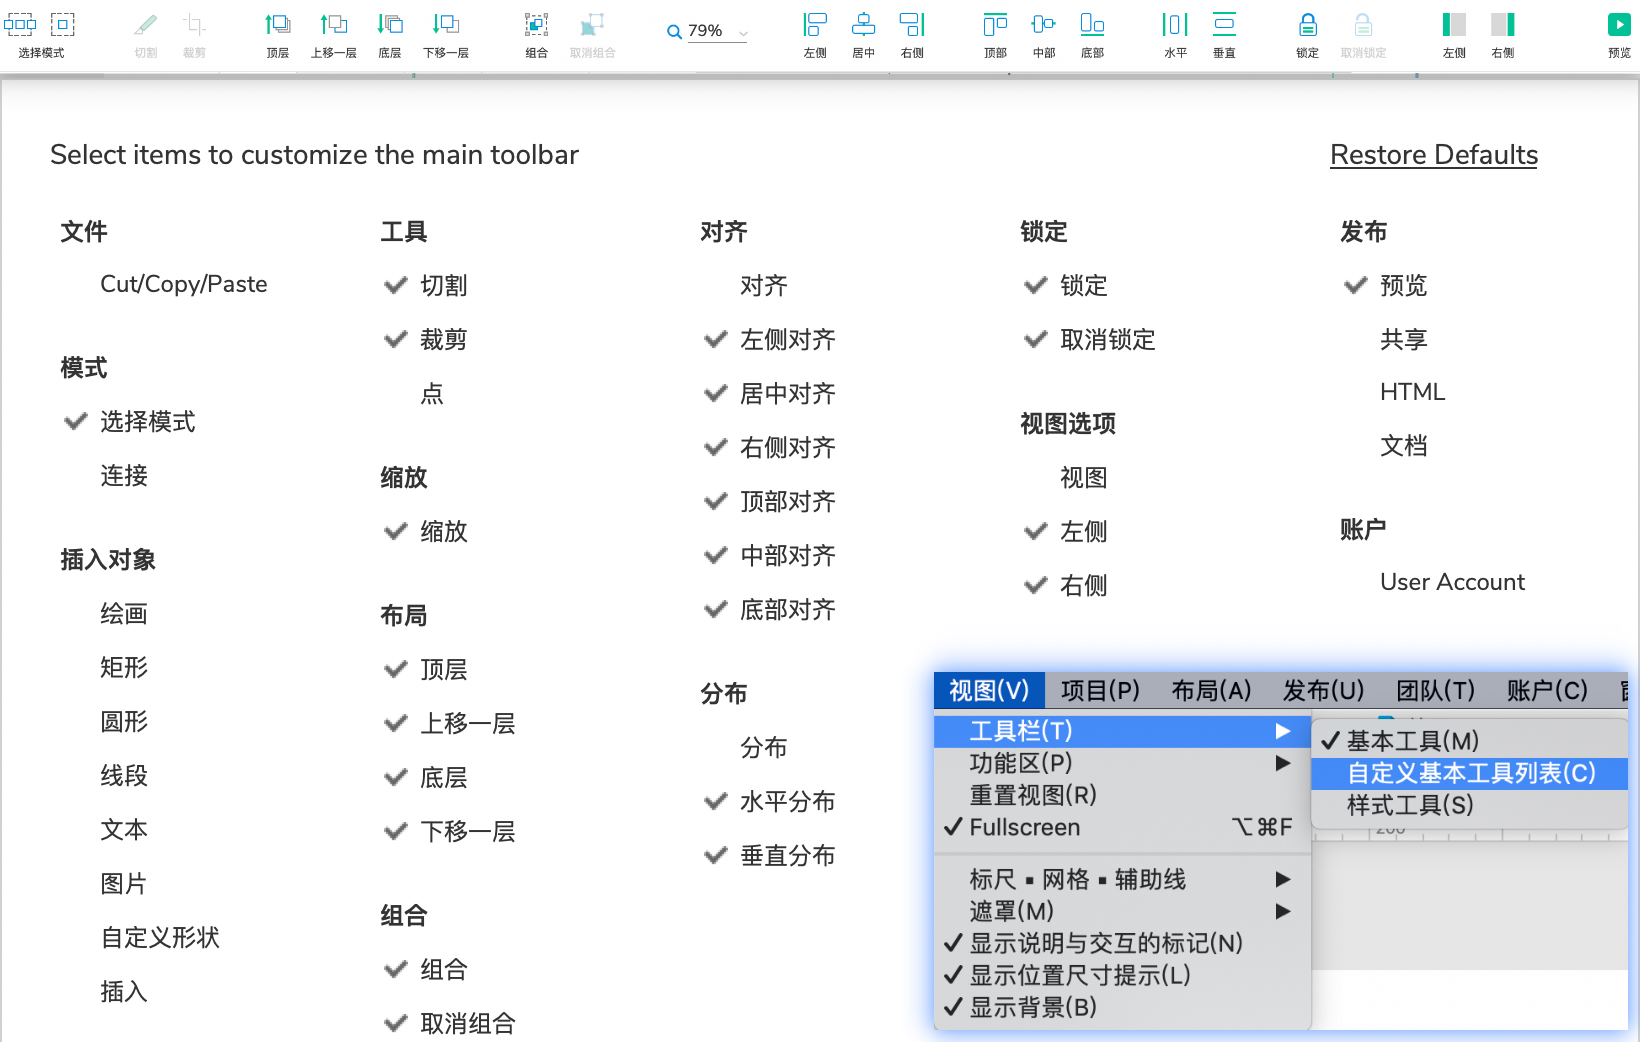 选择模式 切割 裁剪 顶层 上移一层 底层 下移一层 组合 取消组合 79% 左侧 居中 右侧 顶部 中部 底部 水平 垂直 锁定 取消锁定 左侧 右侧 预览
Select items to customize the main toolbar
Restore Defaults
文件
Cut/Copy/Paste
模式
选择模式
连接
插入对象
绘画
矩形
圆形
线段
文本
图片
自定义形状
插入
工具
切割
裁剪
点
缩放
缩放
布局
顶层
上移一层
底层
下移一层
组合
组合
取消组合
对齐
对齐
左侧对齐
居中对齐
右侧对齐
顶部对齐
中部对齐
底部对齐
分布
分布
水平分布
垂直分布
锁定
锁定
取消锁定
视图选项
视图
左侧
右侧
发布
预览
共享
HTML
文档
账户
User Account
视图(V) 项目(P) 布局(A) 发布(U) 团队(T) 账户(C)
工具栏(T)
功能区(P)
重置视图(R)
Fullscreen ⌥⌘F
标尺▪网格▪辅助线
遮罩(M)
显示说明与交互的标记(N)
显示位置尺寸提示(L)
显示背景(B)
基本工具(M)
自定义基本工具列表(C)
样式工具(S)
200